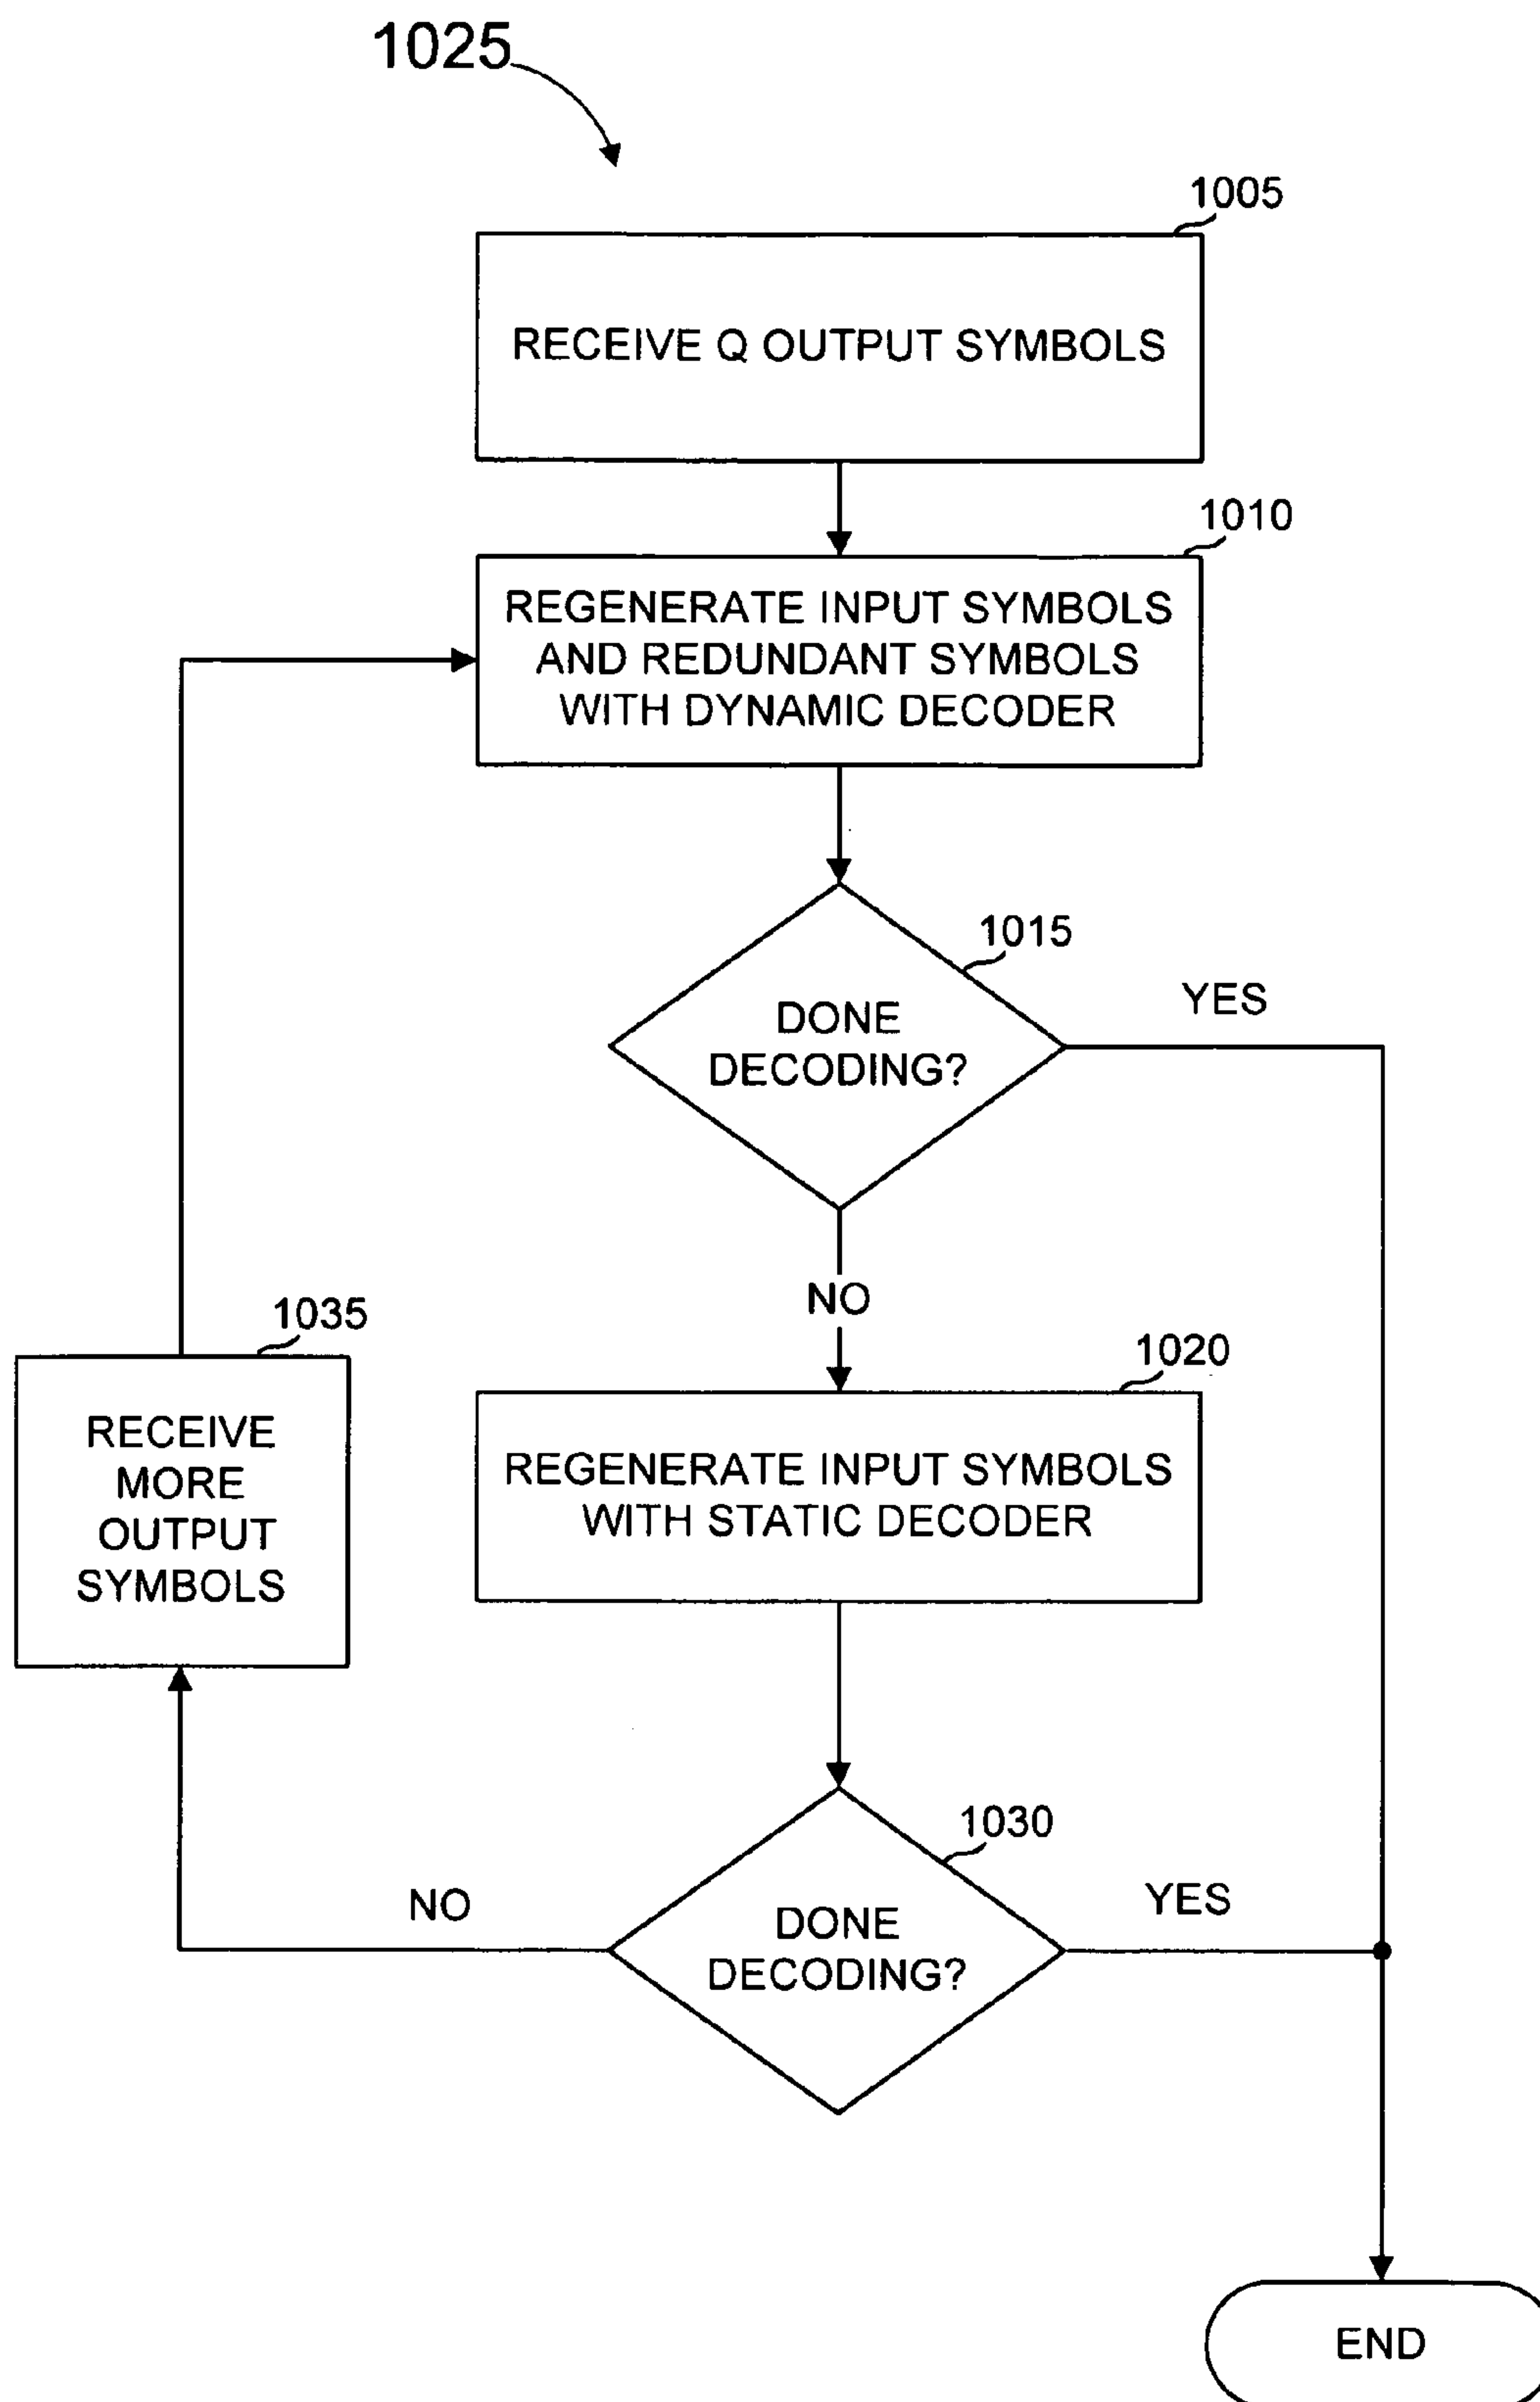 1025
1005
RECEIVE Q OUTPUT SYMBOLS
1010
REGENERATE INPUT SYMBOLS
AND REDUNDANT SYMBOLS
WITH DYNAMIC DECODER
1015
YES
DONE
DECODING?
NO
1035
1020
RECEIVE
MORE
OUTPUT
SYMBOLS
REGENERATE INPUT SYMBOLS
WITH STATIC DECODER
1030
NO
YES
DONE
DECODING?
END